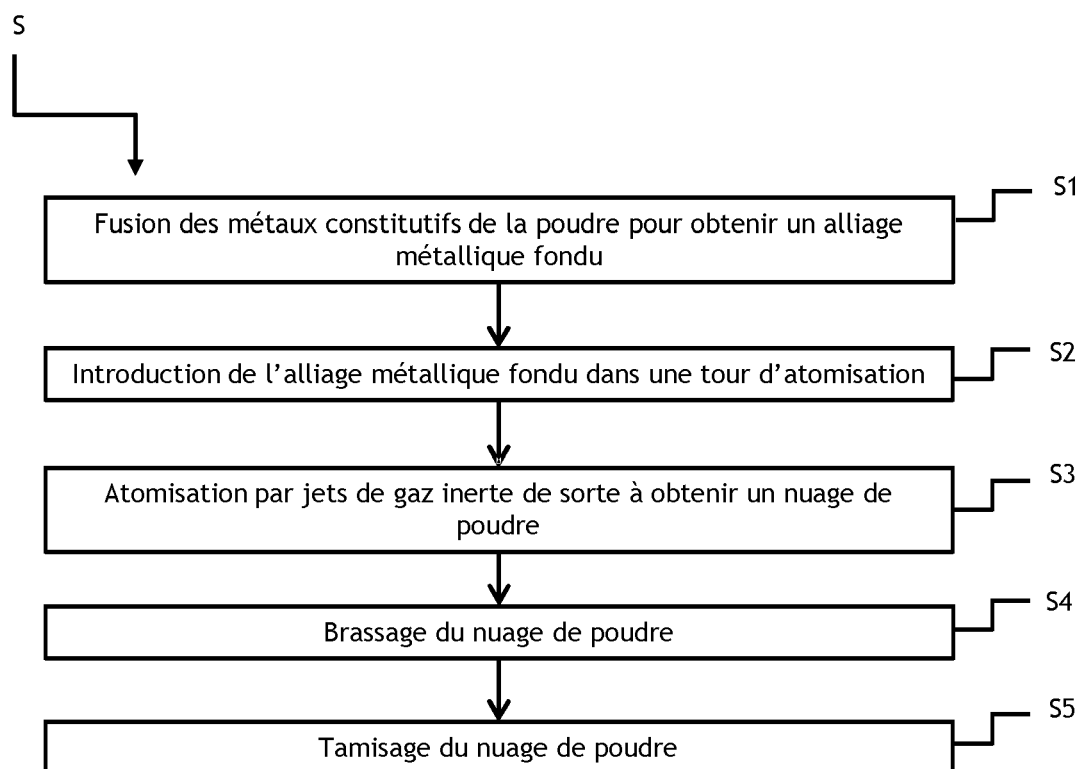 S
S1
Fusion des métaux constitutifs de la poudre pour obtenir un alliage
métallique fondu
S2
Introduction de l’alliage métallique fondu dans une tour d’atomisation
S3
Atomisation par jets de gaz inerte de sorte à obtenir un nuage de
poudre
S4
Brassage du nuage de poudre
S5
Tamisage du nuage de poudre